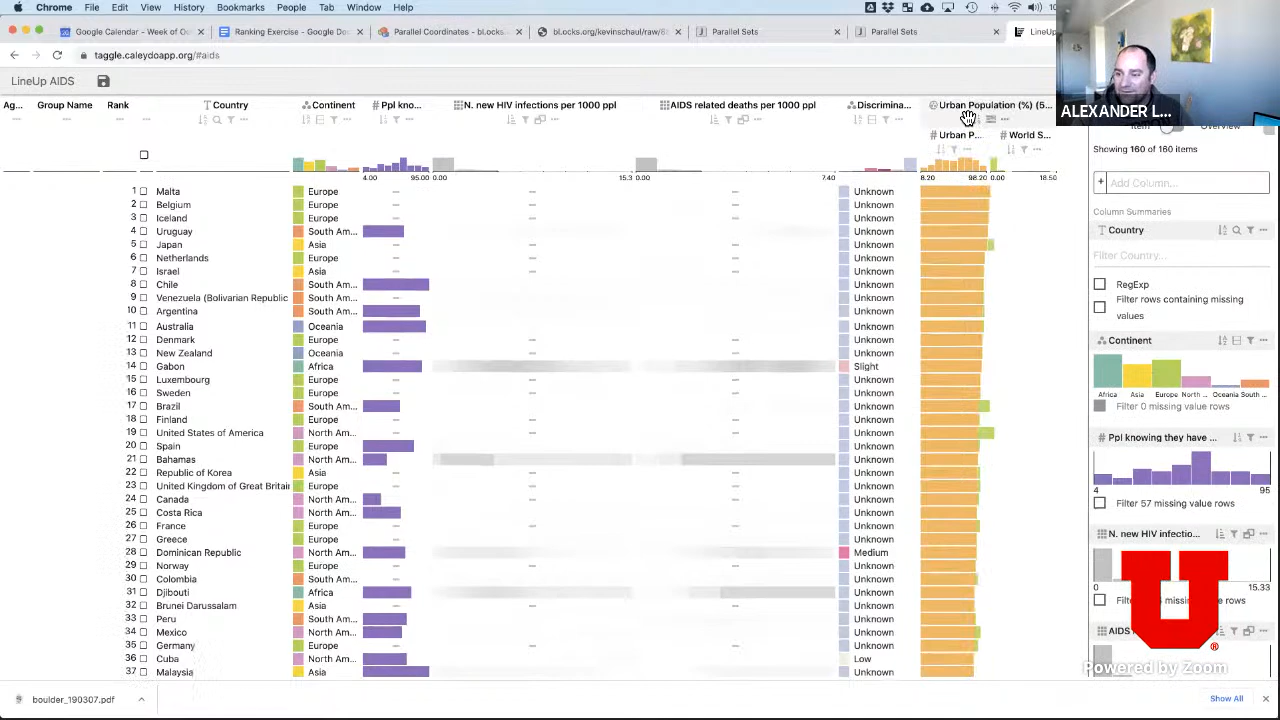 Chrome File Edit View History Bookmarks People Tab Window Help
Google Calendar - Week of Oc
Ranking Exercise - Google Doc
Parallel Coordinates - bl.ocks.
bl.ocks.org/kevinschaul/raw/8
Parallel Sets
Parallel Sets
LineUp
taggle.caleydoapp.org/#aids
LineUp AIDS
ALEXANDER L...
Ag... Group Name Rank Country Continent N. new HIV infections per 1000 ppl AIDS related deaths per 1000 ppl Discrimina... Urban Population (%) (5...
Urban P... World S...
4.00 95.00 0.00 15.3 0.00 7.40 8.20 98.20 0.00 18.50
1 Malta Europe – – – Unknown
2 Belgium Europe – – – Unknown
3 Iceland Europe – – – Unknown
4 Uruguay South Am... Unknown
5 Japan Asia – – – Unknown
6 Netherlands Europe – – – Unknown
7 Israel Asia – – – Unknown
8 Chile South Am... Unknown
9 Venezuela (Bolivarian Republic South Am... – Unknown
10 Argentina South Am... Unknown
11 Australia Oceania Unknown
12 Denmark Europe – – – Unknown
13 New Zealand Oceania – – – Unknown
14 Gabon Africa Slight
15 Luxembourg Europe – – – Unknown
16 Sweden Europe – – – Unknown
17 Brazil South Am... – – Unknown
18 Finland Europe – – – Unknown
19 United States of America North Am... – – – Unknown
20 Spain Europe – – Unknown
21 Bahamas North Am... – – Unknown
22 Republic of Korea Asia – – – Unknown
23 United Kingdom of Great Britain Europe – – – Unknown
24 Canada North Am... – – Unknown
25 Costa Rica North Am... Unknown
26 France Europe – – – Unknown
27 Greece Europe – Unknown
28 Dominican Republic North Am... Medium
29 Norway Europe – Unknown
30 Colombia South Am... – Unknown
31 Djibouti Africa Unknown
32 Brunei Darussalam Asia – – – Unknown
33 Peru South Am... Unknown
34 Mexico North Am... Unknown
35 Germany Europe – – – Unknown
36 Cuba North Am... Low
37 Malaysia Asia Unknown
Item Overview
Showing 160 of 160 items
+ Add Column...
Column Summaries
Country
Filter Country...
RegExp
Filter rows containing missing
values
Continent
Africa Asia Europe North ... Oceania South ...
Filter 0 missing value rows
# Ppl knowing they have ...
4 95
Filter 57 missing value rows
N. new HIV infectio...
0 15.33
U
®
Powered by Zoom
boulder_190307.pdf
Show All